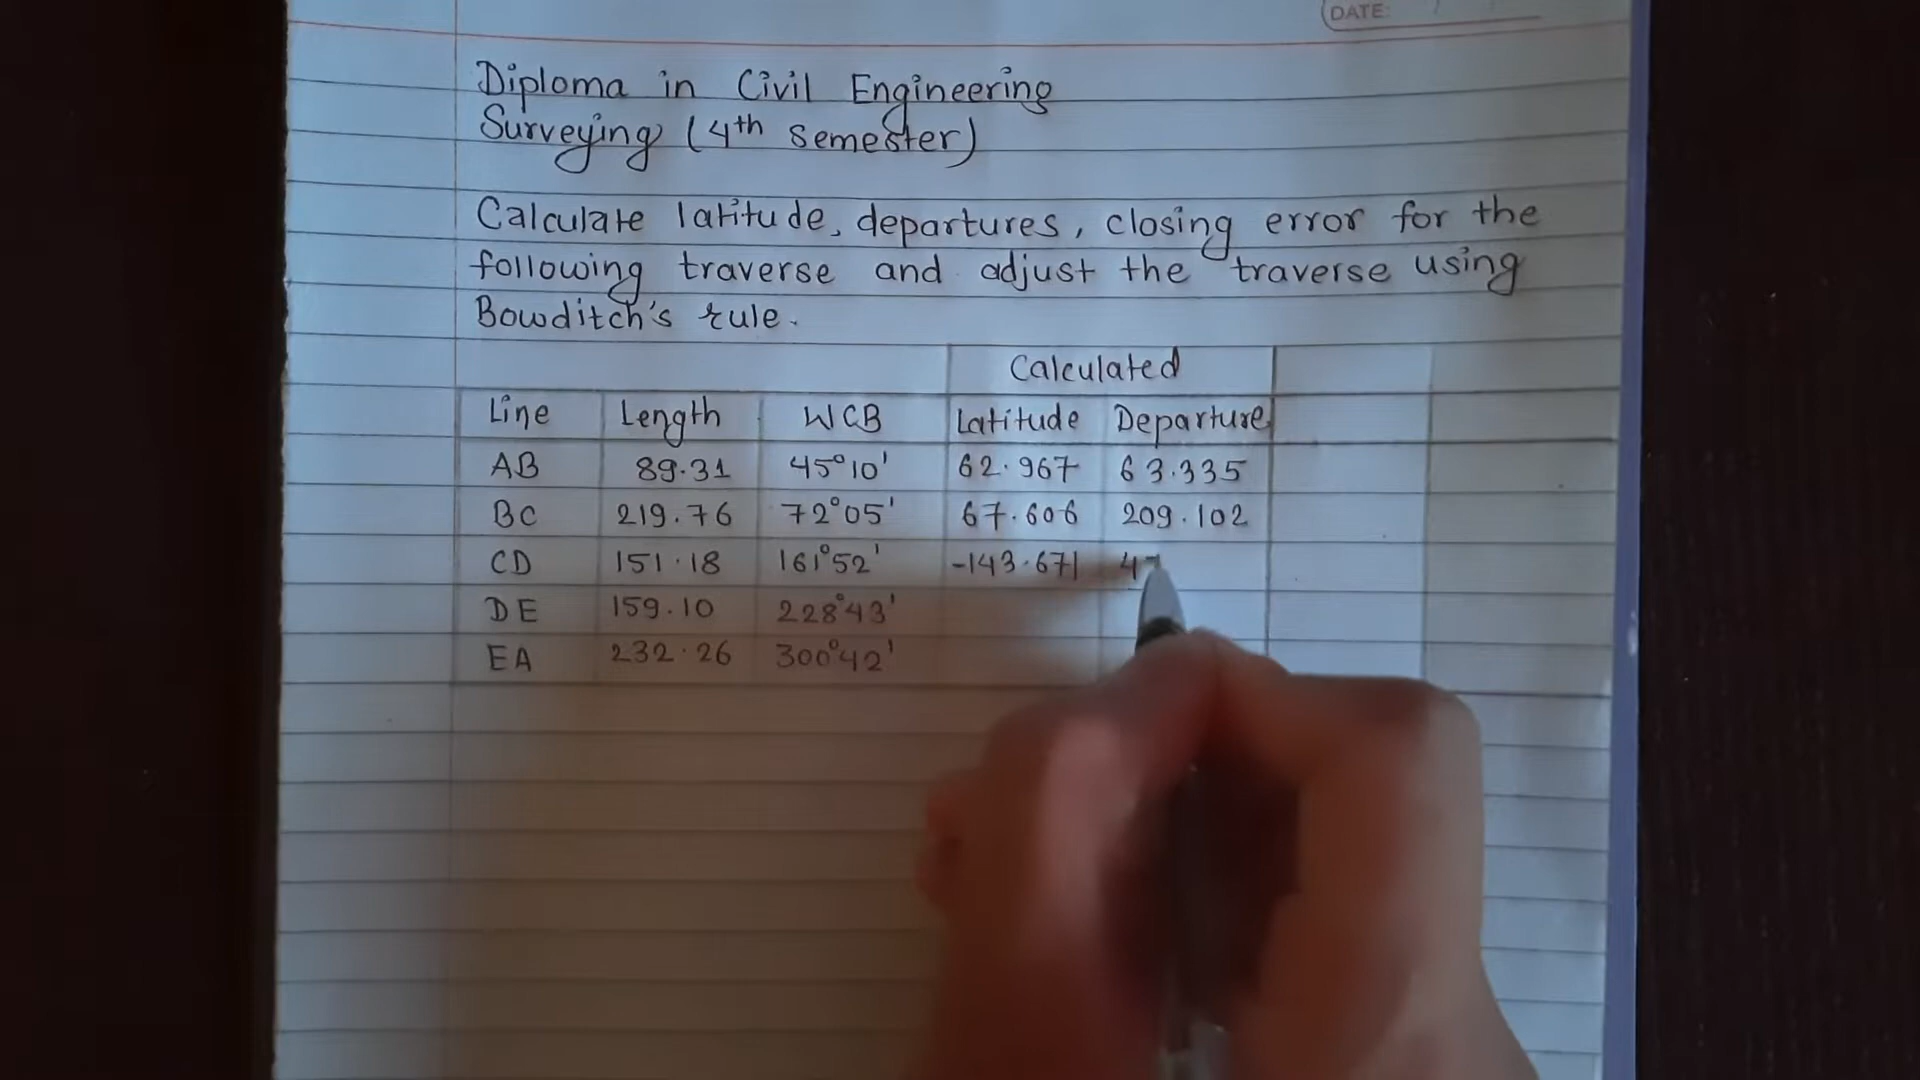 DATE:
Diploma in Civil Engineering
Surveying (4th semester)
Calculate latitude, departures, closing error for the
following traverse and adjust the traverse using
Bowditch's rule.
Calculated
Line Length WCB Latitude Departure
AB 89.31 45°10' 62.967 63.335
BC 219.76 72°05' 67.606 209.102
CD 151.18 161°52' -143.671 47
DE 159.10 228°43'
EA 232.26 300°42'